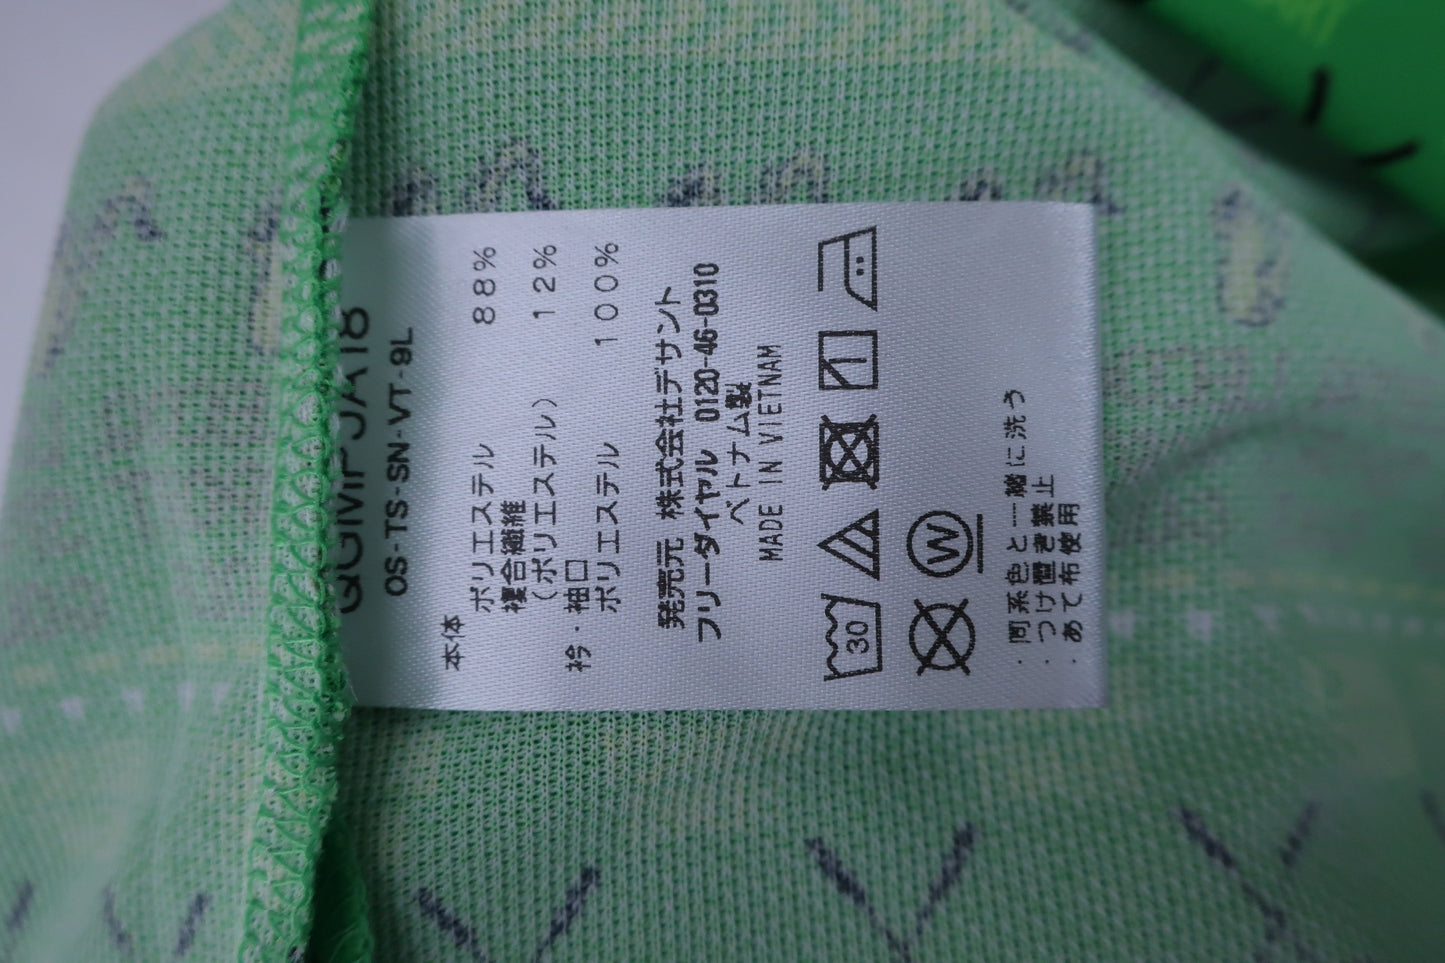 QGMPJA18
OS-TS-SN-VT-9L
本体
ポリエステル 88%
複合繊維
(ポリエステル) 12%
衿・袖口
ポリエステル 100%
発売元 株式会社デサント
フリーダイヤル 0120-46-0310
ベトナム製
MADE IN VIETNAM
30
W
・同系色と一緒に洗う
・つけ置き禁止
・あて布使用